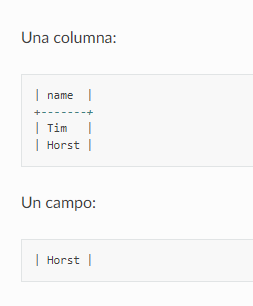 Una columna:
| name  |
+-------+
| Tim   |
| Horst |
Un campo:
| Horst |